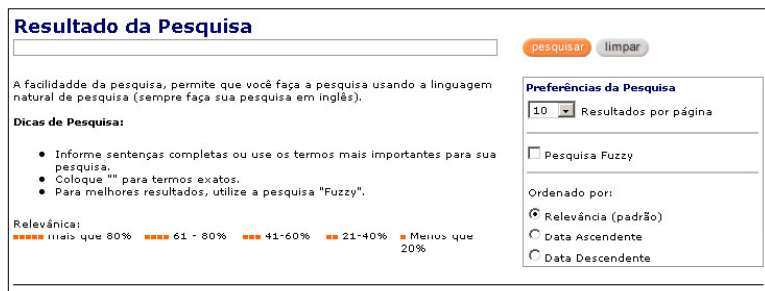 Resultado da Pesquisa
pesquisar limpar
A facilidadde da pesquisa, permite que você faça a pesquisa usando a linguagem
natural de pesquisa (sempre faça sua pesquisa em inglês).
Dicas de Pesquisa:
Informe sentenças completas ou use os termos mais importantes para sua
pesquisa.
Coloque "" para termos exatos.
Para melhores resultados, utilize a pesquisa "Fuzzy".
Relevânica:
mais que 80% 61 - 80% 41-60% 21-40% Menos que
20%
Preferências da Pesquisa
10 Resultados por página
Pesquisa Fuzzy
Ordenado por:
Relevância (padrão)
Data Ascendente
Data Descendente